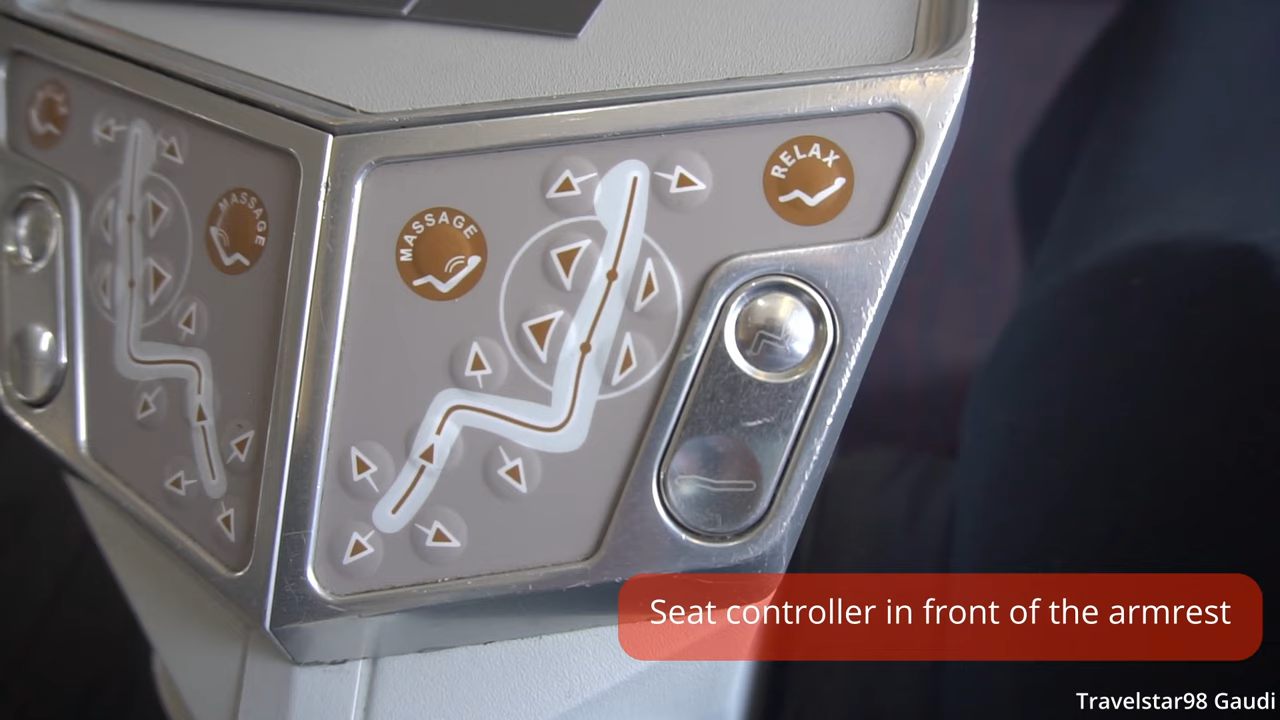 MASSAGE
MASSAGE
RELAX
Seat controller in front of the armrest
Travelstar98 Gaudi